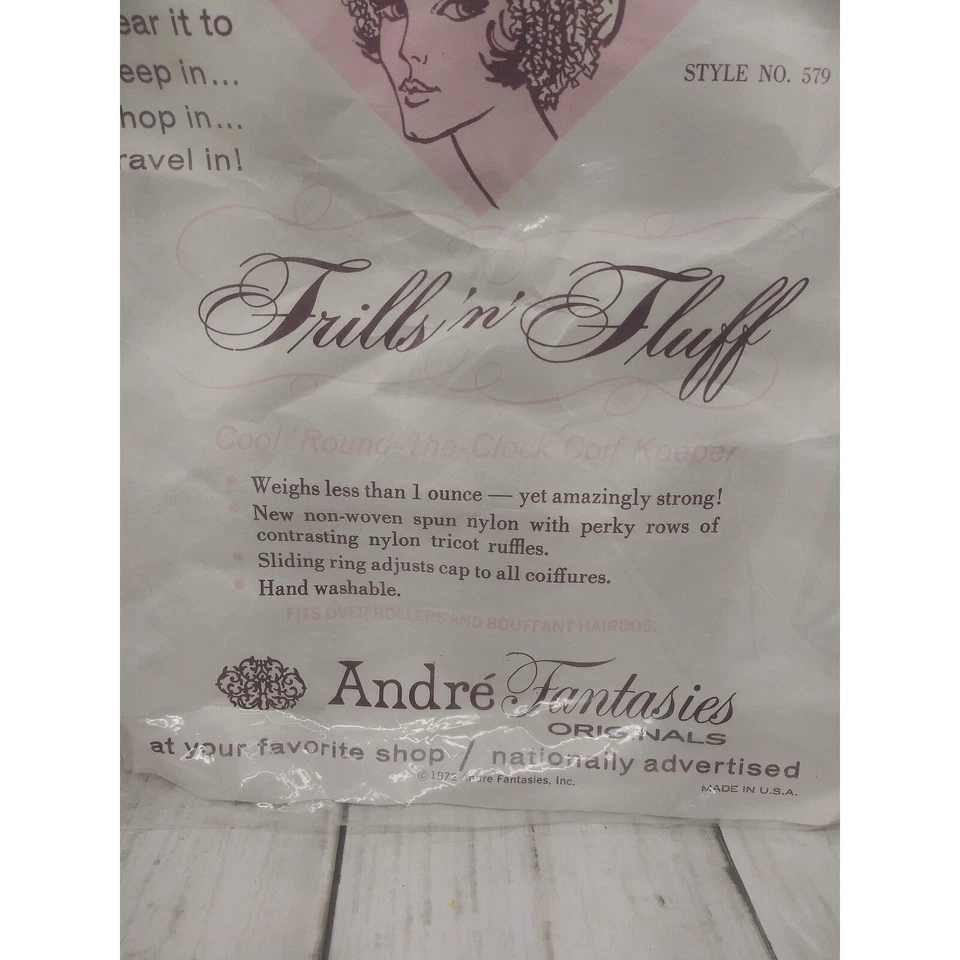 ear it to
eep in...
hop in...
ravel in!
STYLE NO. 579
Frills 'n' Fluff
Cool 'Round-The-Clock Coif Keeper
Weighs less than 1 ounce — yet amazingly strong!
New non-woven spun nylon with perky rows of
contrasting nylon tricot ruffles.
Sliding ring adjusts cap to all coiffures.
Hand washable.
FITS OVER ROLLERS AND BOUFFANT HAIRDOS.
André Fantasies
ORIGINALS
at your favorite shop / nationally advertised
© 1972 Andre Fantasies, Inc.
MADE IN U.S.A.